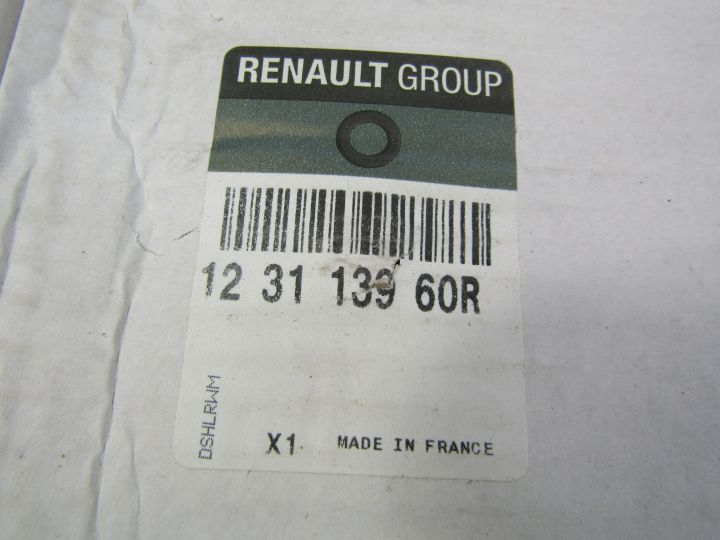 RENAULT GROUP
12 31 139 60R
DSHLRWM
X1 MADE IN FRANCE